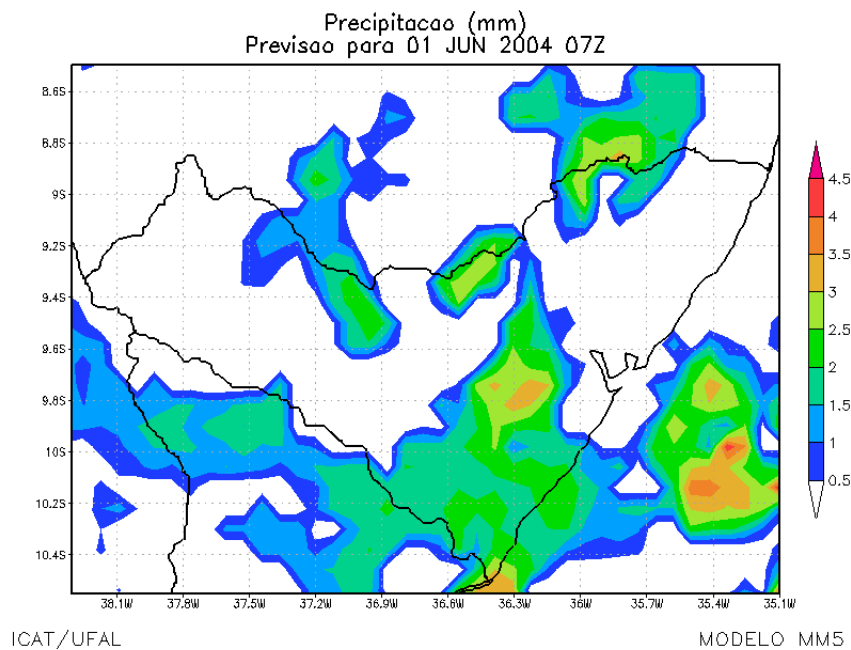 Precipitacao (mm)
Previsao para 01 JUN 2004 07Z
8.6S
8.8S
9S
9.2S
9.4S
9.6S
9.8S
10S
10.2S
10.4S
38.1W 37.8W 37.5W 37.2W 36.9W 36.6W 36.3W 36W 35.7W 35.4W 35.1W
4.5
4
3.5
3
2.5
2
1.5
1
0.5
ICAT/UFAL MODELO MM5